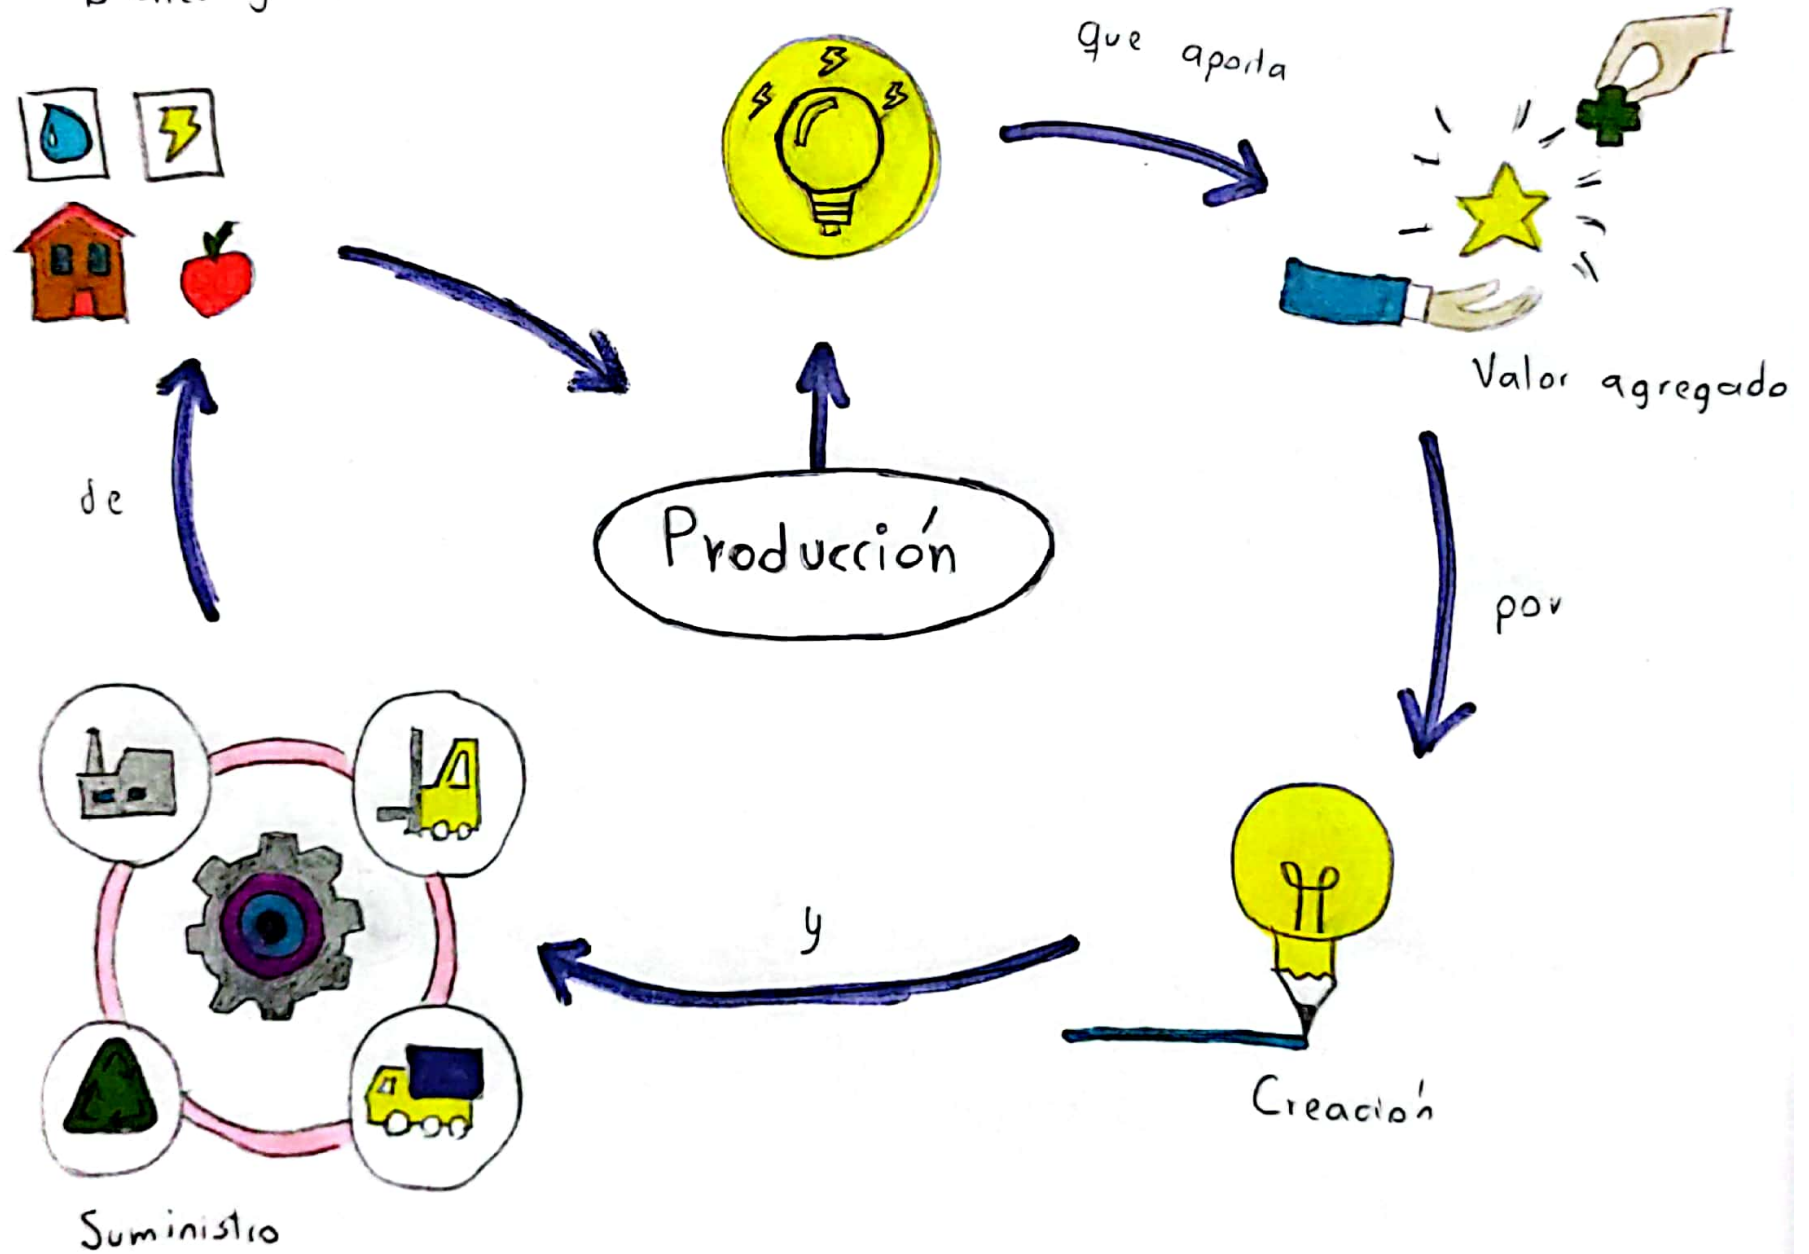 que aporta
Valor agregado
de
Producción
por
y
Creación
Suministro